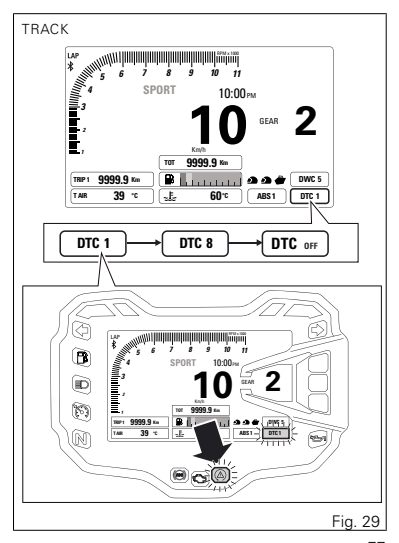 TRACK
LAP
RPM x 1000
1
2
3
4
5
6
7
8
9
10
11
SPORT
10:00 PM
10
GEAR
2
Km/h
TOT 9999.9 Km
TRIP 1 9999.9 Km
DWC 5
T AIR 39 °C
60 °C
ABS 1
DTC 1
DTC 1
DTC 8
DTC OFF
LAP
RPM x 1000
1
2
3
4
5
6
7
8
9
10
11
SPORT
10:00 PM
10
GEAR
2
TOT 9999.9 Km
TRIP 1 9999.9 Km
DWC 5
T AIR 39 °C
ABS 1
DTC 1
N
ABS
Fig. 29